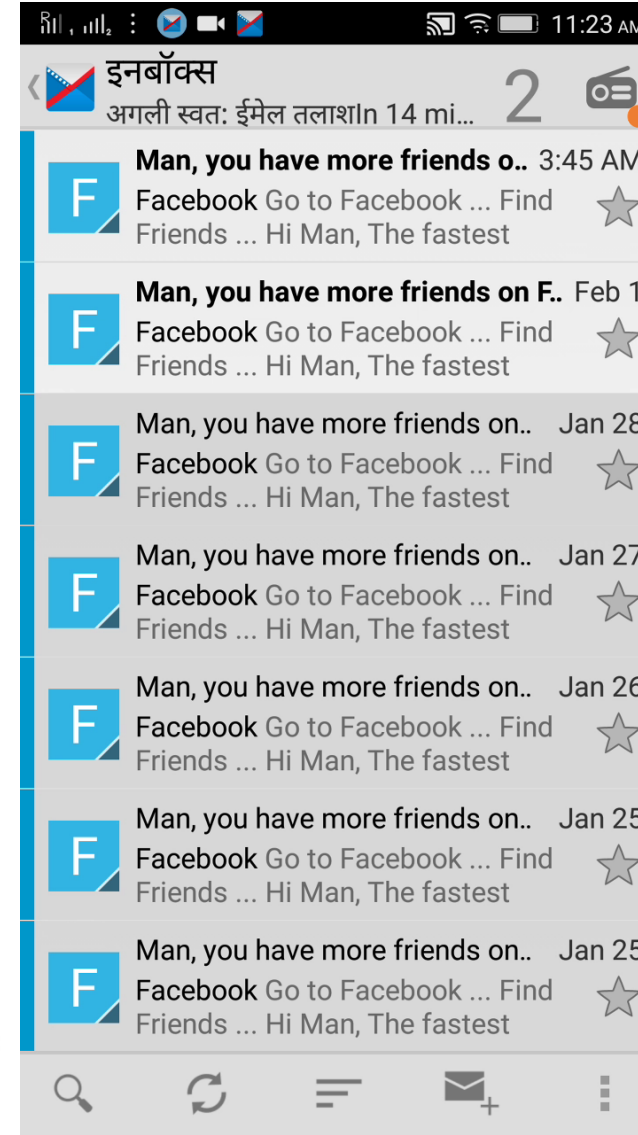 11:23 AM
इनबॉक्स
2
अगली स्वत: ईमेल तलाशIn 14 mi...
Man, you have more friends o.. 3:45 AM
F
Facebook Go to Facebook ... Find
Friends ... Hi Man, The fastest
Man, you have more friends on F.. Feb 1
F
Facebook Go to Facebook ... Find
Friends ... Hi Man, The fastest
Man, you have more friends on.. Jan 28
F
Facebook Go to Facebook ... Find
Friends ... Hi Man, The fastest
Man, you have more friends on.. Jan 27
F
Facebook Go to Facebook ... Find
Friends ... Hi Man, The fastest
Man, you have more friends on.. Jan 26
F
Facebook Go to Facebook ... Find
Friends ... Hi Man, The fastest
Man, you have more friends on.. Jan 25
F
Facebook Go to Facebook ... Find
Friends ... Hi Man, The fastest
Man, you have more friends on.. Jan 25
F
Facebook Go to Facebook ... Find
Friends ... Hi Man, The fastest